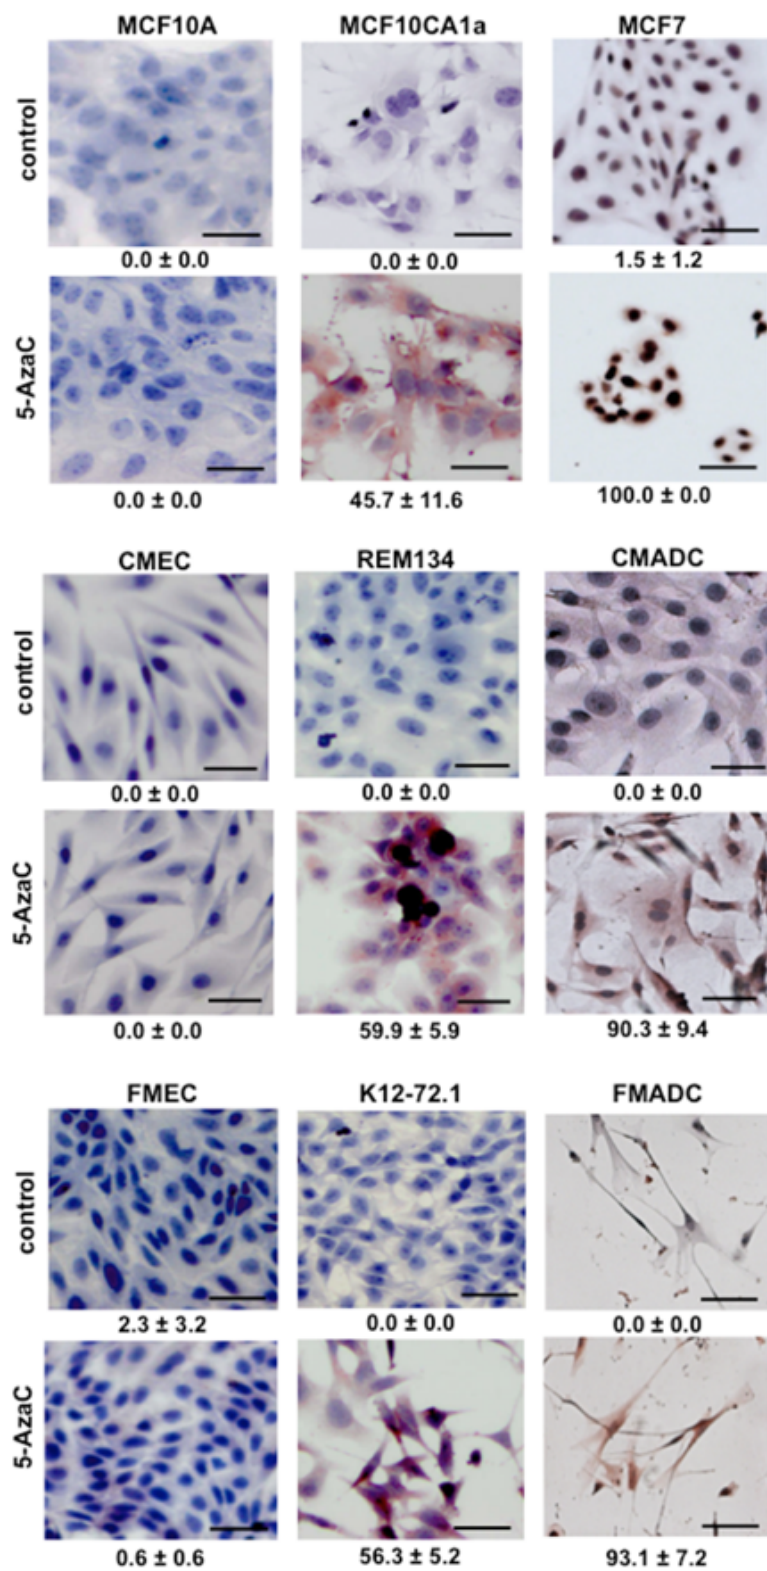 MCF10A MCF10CA1a MCF7
control
0.0 ± 0.0 0.0 ± 0.0 1.5 ± 1.2
5-AzaC
0.0 ± 0.0 45.7 ± 11.6 100.0 ± 0.0
CMEC REM134 CMADC
control
0.0 ± 0.0 0.0 ± 0.0 0.0 ± 0.0
5-AzaC
0.0 ± 0.0 59.9 ± 5.9 90.3 ± 9.4
FMEC K12-72.1 FMADC
control
2.3 ± 3.2 0.0 ± 0.0 0.0 ± 0.0
5-AzaC
0.6 ± 0.6 56.3 ± 5.2 93.1 ± 7.2